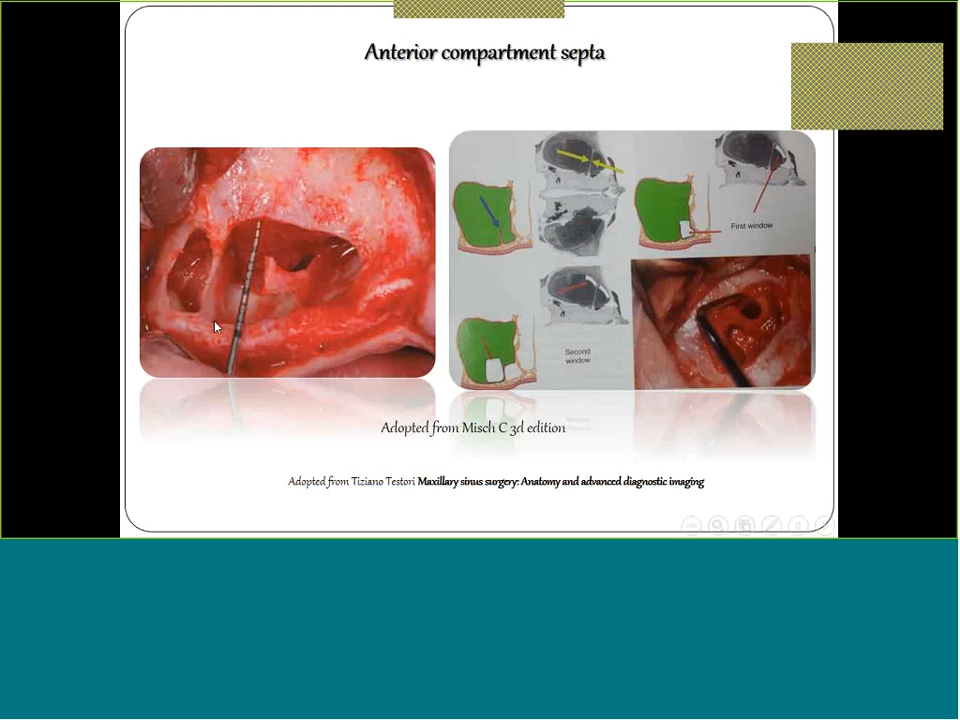 Anterior compartment septa
First window
Second
window
Adopted from Misch C 3d edition
Adopted from Tiziano Testori Maxillary sinus surgery: Anatomy and advanced diagnostic imaging